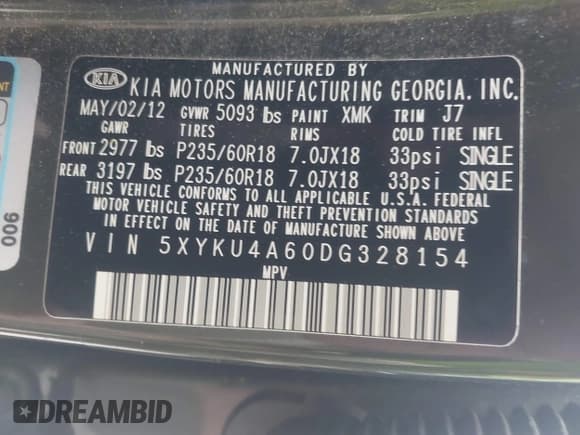 MANUFACTURED BY
KIA KIA MOTORS MANUFACTURING GEORGIA. INC.
MAY/02/12 GVWR 5093 lbs PAINT XMK TRIM J7
GAWR TIRES RIMS COLD TIRE INFL
FRONT 2977 lbs P235/60R18 7.0JX18 33psi SINGLE
REAR 3197 lbs P235/60R18 7.0JX18 33psi SINGLE
THIS VEHICLE CONFORMS TO ALL APPLICABLE U.S.A. FEDERAL
MOTOR VEHICLE SAFETY AND THEFT PREVENTION STANDARDS
IN EFFECT ON THE DATE OF MANUFACTURE SHOWN ABOVE.
VIN 5XYKU4A60DG328154
MPV
006
DREAMBID